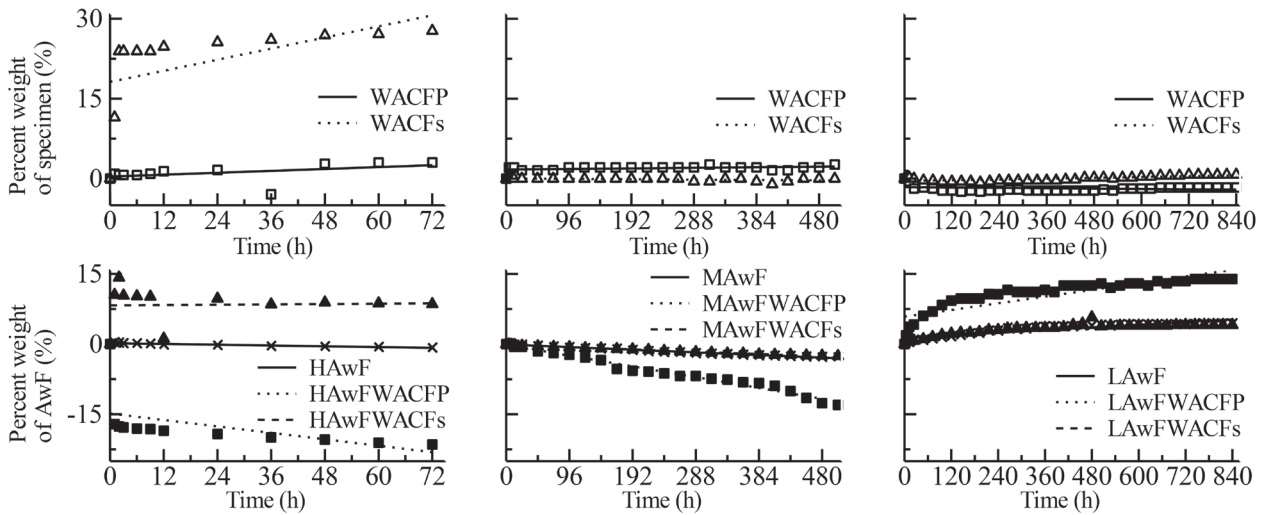 Percent weight
of specimen (%)
30
15
0
WACFP
WACFs
0 12 24 36 48 60 72
Time (h)
WACFP
WACFs
0 96 192 288 384 480
Time (h)
WACFP
WACFs
0 120 240 360 480 600 720 840
Time (h)
Percent weight
of AwF (%)
15
0
-15
HAwF
HAwFWACFP
HAwFWACFs
0 12 24 36 48 60 72
Time (h)
MAwF
MAwFWACFP
MAwFWACFs
0 96 192 288 384 480
Time (h)
LAwF
LAwFWACFP
LAwFWACFs
0 120 240 360 480 600 720 840
Time (h)